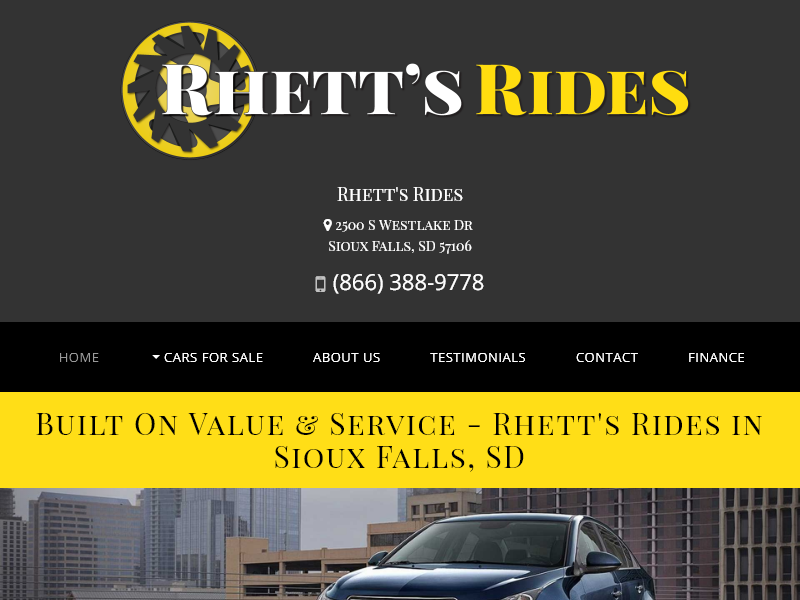 Rhett's Rides
Rhett's Rides
2500 S Westlake Dr
Sioux Falls, SD 57106
(866) 388-9778
HOME CARS FOR SALE ABOUT US TESTIMONIALS CONTACT FINANCE
Built On Value & Service - Rhett's Rides in
Sioux Falls, SD